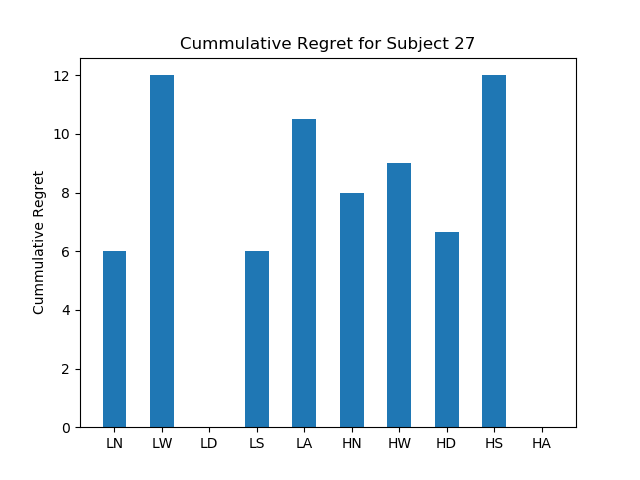 Cummulative Regret for Subject 27
Cummulative Regret
12
10
8
6
4
2
0
LN LW LD LS LA HN HW HD HS HA